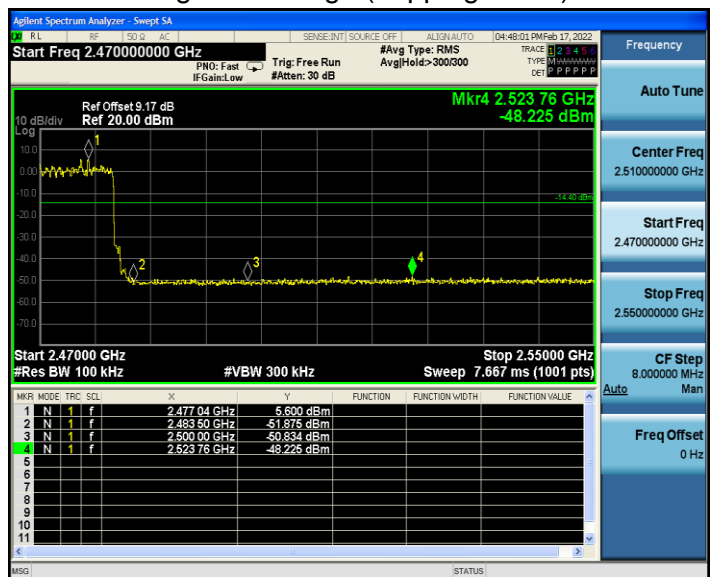 Agilent Spectrum Analyzer - Swept SA
RL RF 50 Ω AC SENSE:INT SOURCE OFF ALIGN AUTO 04:48:01 PM Feb 17, 2022
Start Freq 2.470000000 GHz
PNO: Fast
IFGain:Low
Trig: Free Run
#Atten: 30 dB
#Avg Type: RMS
Avg|Hold:>300/300
TRACE 1 2 3 4 5 6
TYPE M
DET P P P P P P
Ref Offset 9.17 dB
10 dB/div Ref 20.00 dBm
Log
Mkr4 2.523 76 GHz
-48.225 dBm
10.0
0.00
-10.0
-20.0
-30.0
-40.0
-50.0
-60.0
-70.0
1
2
3
4
-14.40 dBm
Start 2.47000 GHz Stop 2.55000 GHz
#Res BW 100 kHz #VBW 300 kHz Sweep 7.667 ms (1001 pts)
MKR MODE TRC SCL X Y FUNCTION FUNCTION WIDTH FUNCTION VALUE
1 N 1 f 2.477 04 GHz 5.600 dBm
2 N 1 f 2.483 50 GHz -51.875 dBm
3 N 1 f 2.500 00 GHz -50.834 dBm
4 N 1 f 2.523 76 GHz -48.225 dBm
5
6
7
8
9
10
11
MSG STATUS
Frequency
Auto Tune
Center Freq
2.510000000 GHz
Start Freq
2.470000000 GHz
Stop Freq
2.550000000 GHz
CF Step
8.000000 MHz
Auto Man
Freq Offset
0 Hz